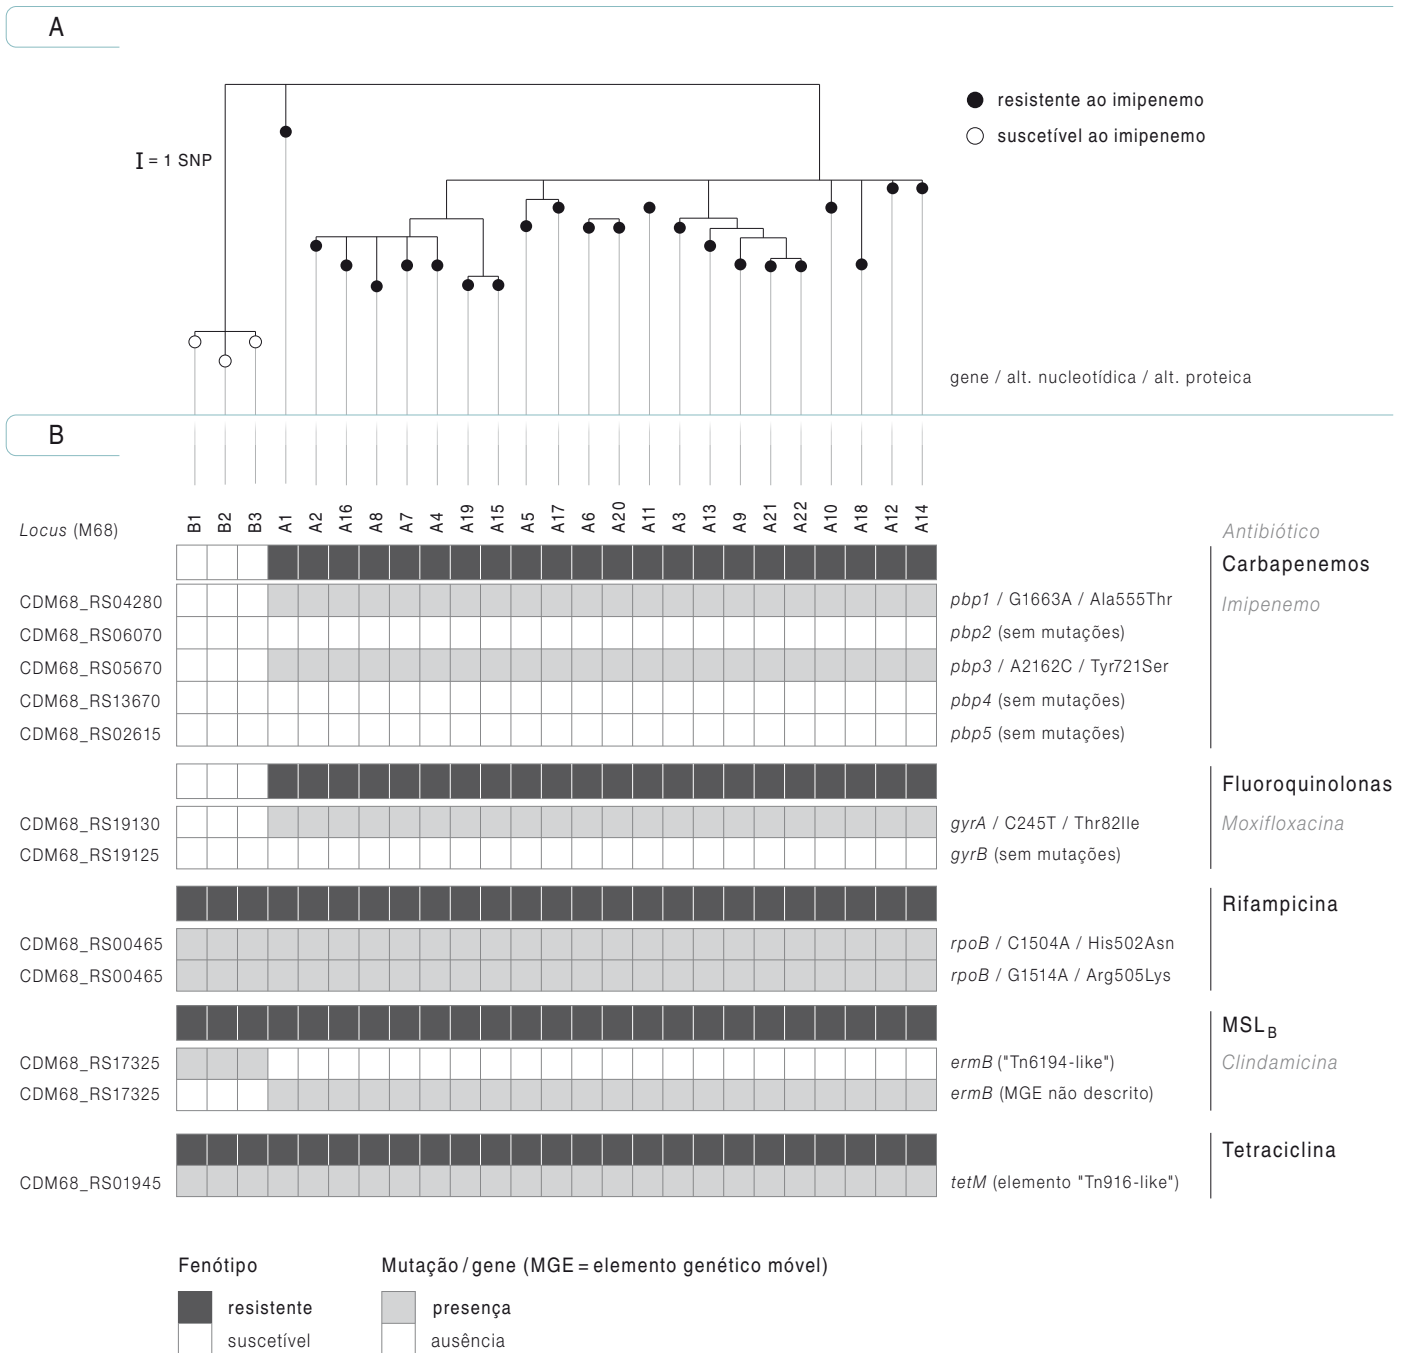 A
resistente ao imipenemo
suscetível ao imipenemo
I = 1 SNP
gene / alt. nucleotídica / alt. proteica
B
Locus (M68)
B1 B2 B3 A1 A2 A16 A8 A7 A4 A19 A15 A5 A17 A6 A20 A11 A3 A13 A9 A21 A22 A10 A18 A12 A14
Antibiótico
Carbapenemos
CDM68_RS04280 pbp1 / G1663A / Ala555Thr Imipenemo
CDM68_RS06070 pbp2 (sem mutações)
CDM68_RS05670 pbp3 / A2162C / Tyr721Ser
CDM68_RS13670 pbp4 (sem mutações)
CDM68_RS02615 pbp5 (sem mutações)
Fluoroquinolonas
CDM68_RS19130 gyrA / C245T / Thr82Ile Moxifloxacina
CDM68_RS19125 gyrB (sem mutações)
Rifampicina
CDM68_RS00465 rpoB / C1504A / His502Asn
CDM68_RS00465 rpoB / G1514A / Arg505Lys
MSLB
CDM68_RS17325 ermB ("Tn6194-like") Clindamicina
CDM68_RS17325 ermB (MGE não descrito)
Tetraciclina
CDM68_RS01945 tetM (elemento "Tn916-like")
Fenótipo Mutação / gene (MGE = elemento genético móvel)
resistente presença
suscetível ausência